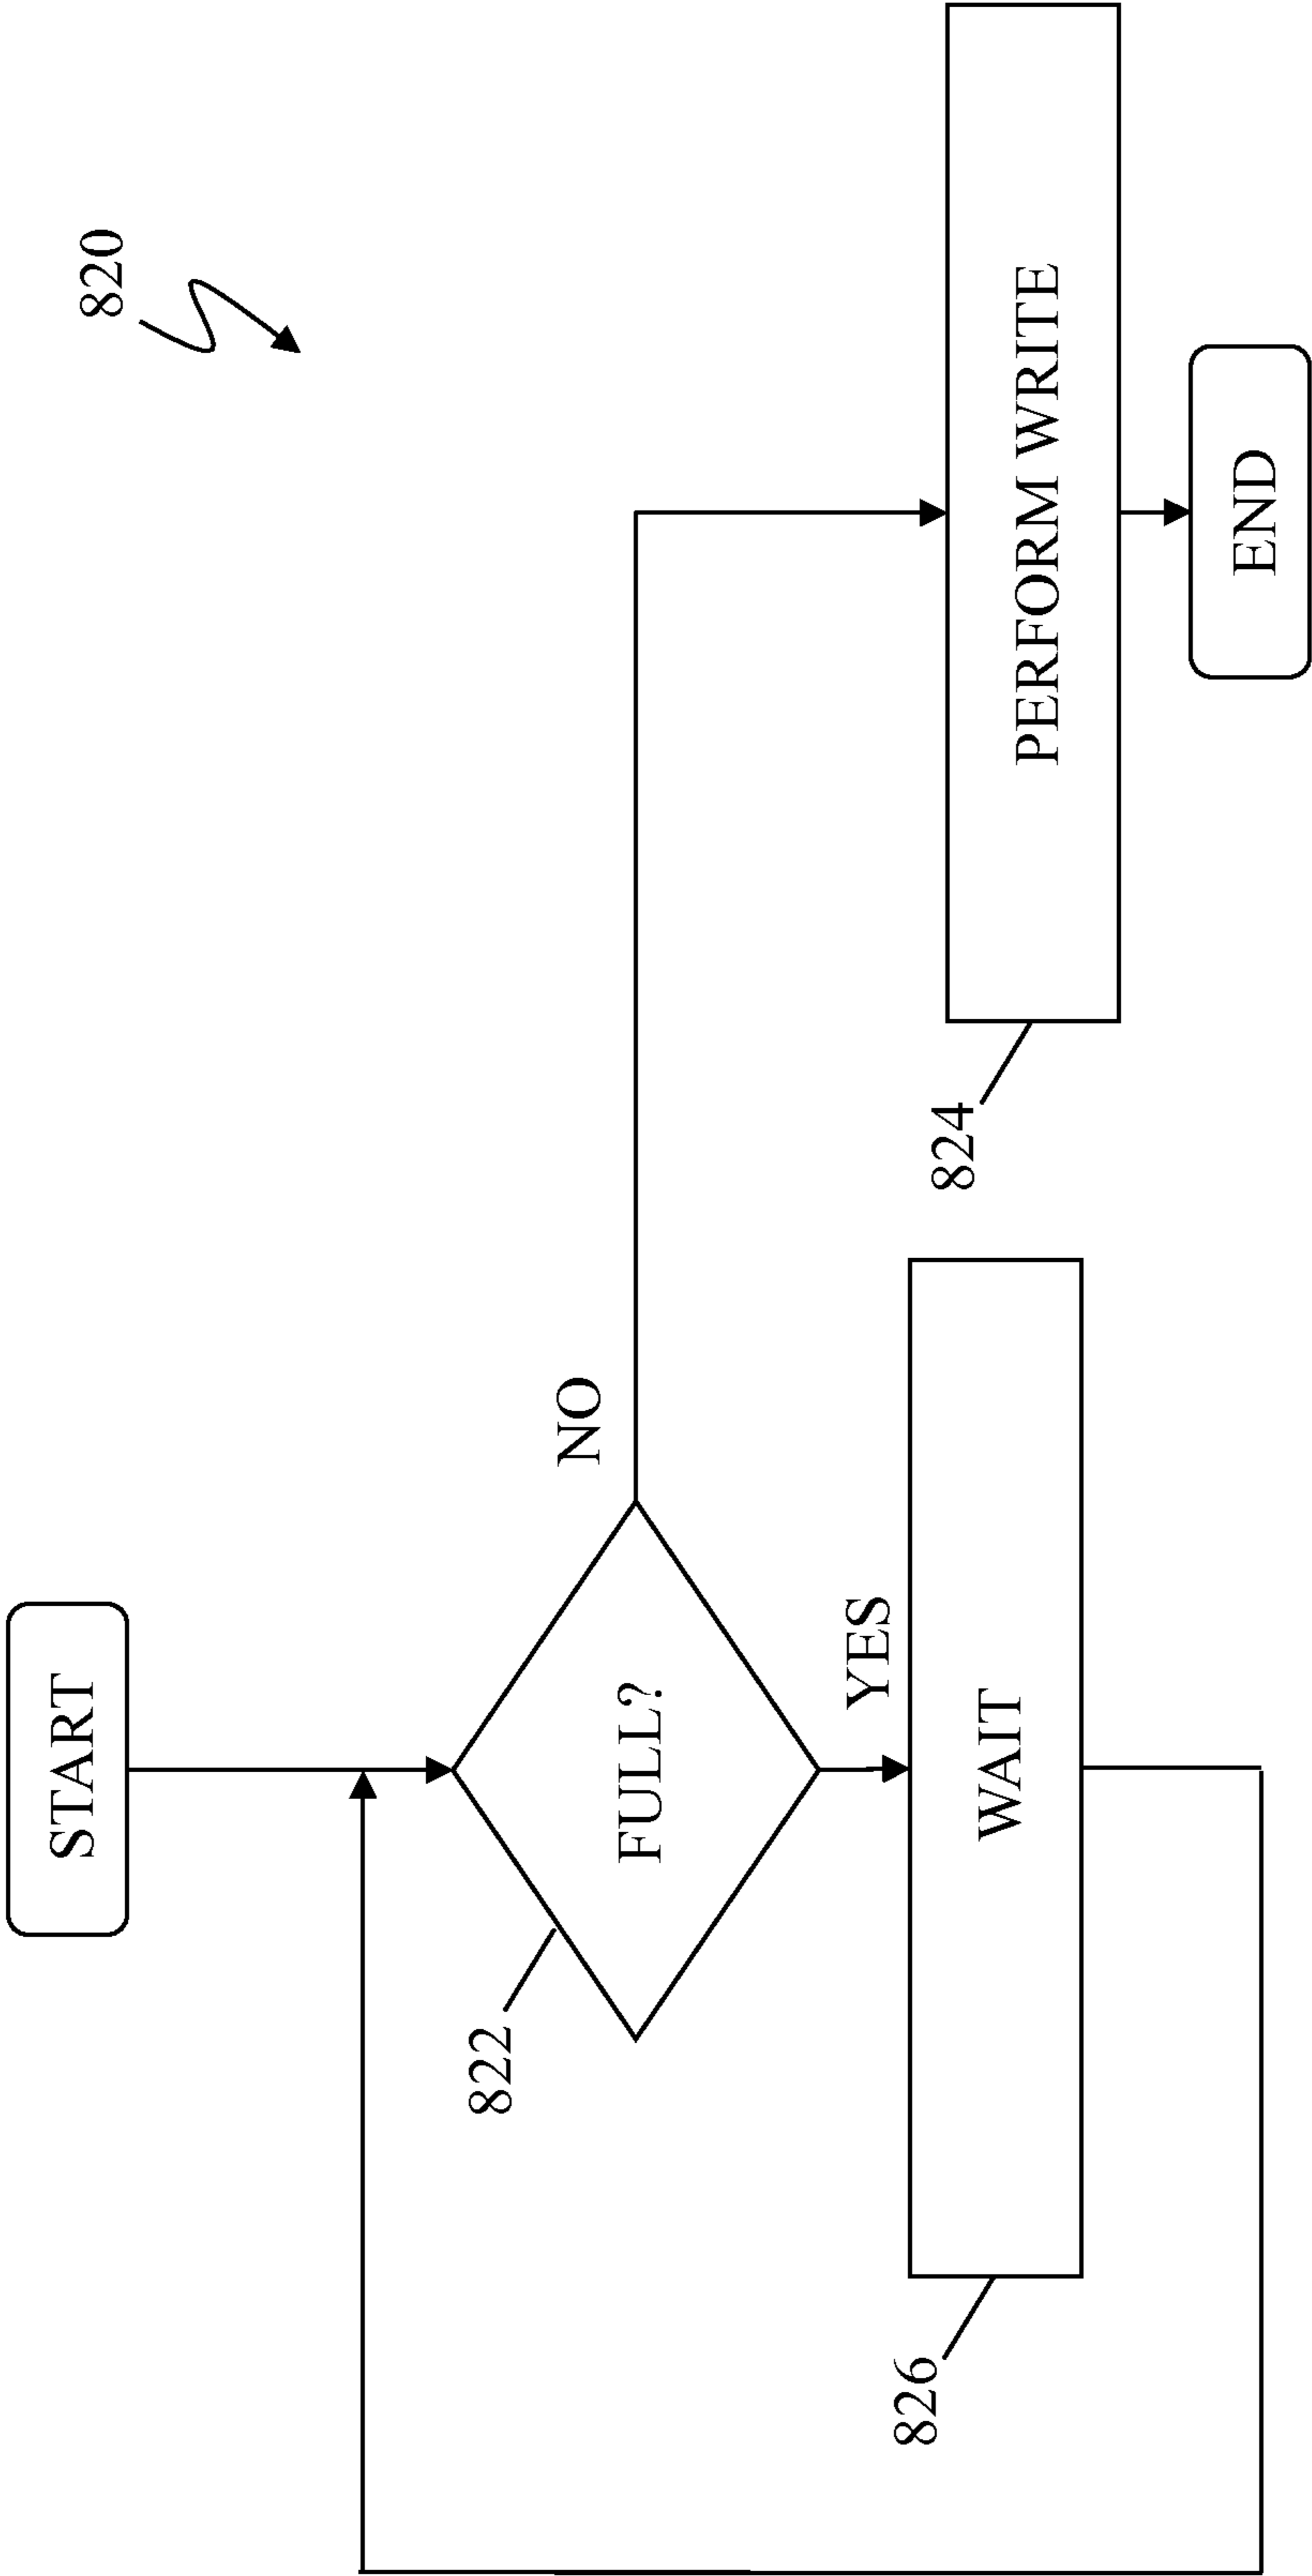 820
START
822
FULL?
NO
YES
826
WAIT
824
PERFORM WRITE
END